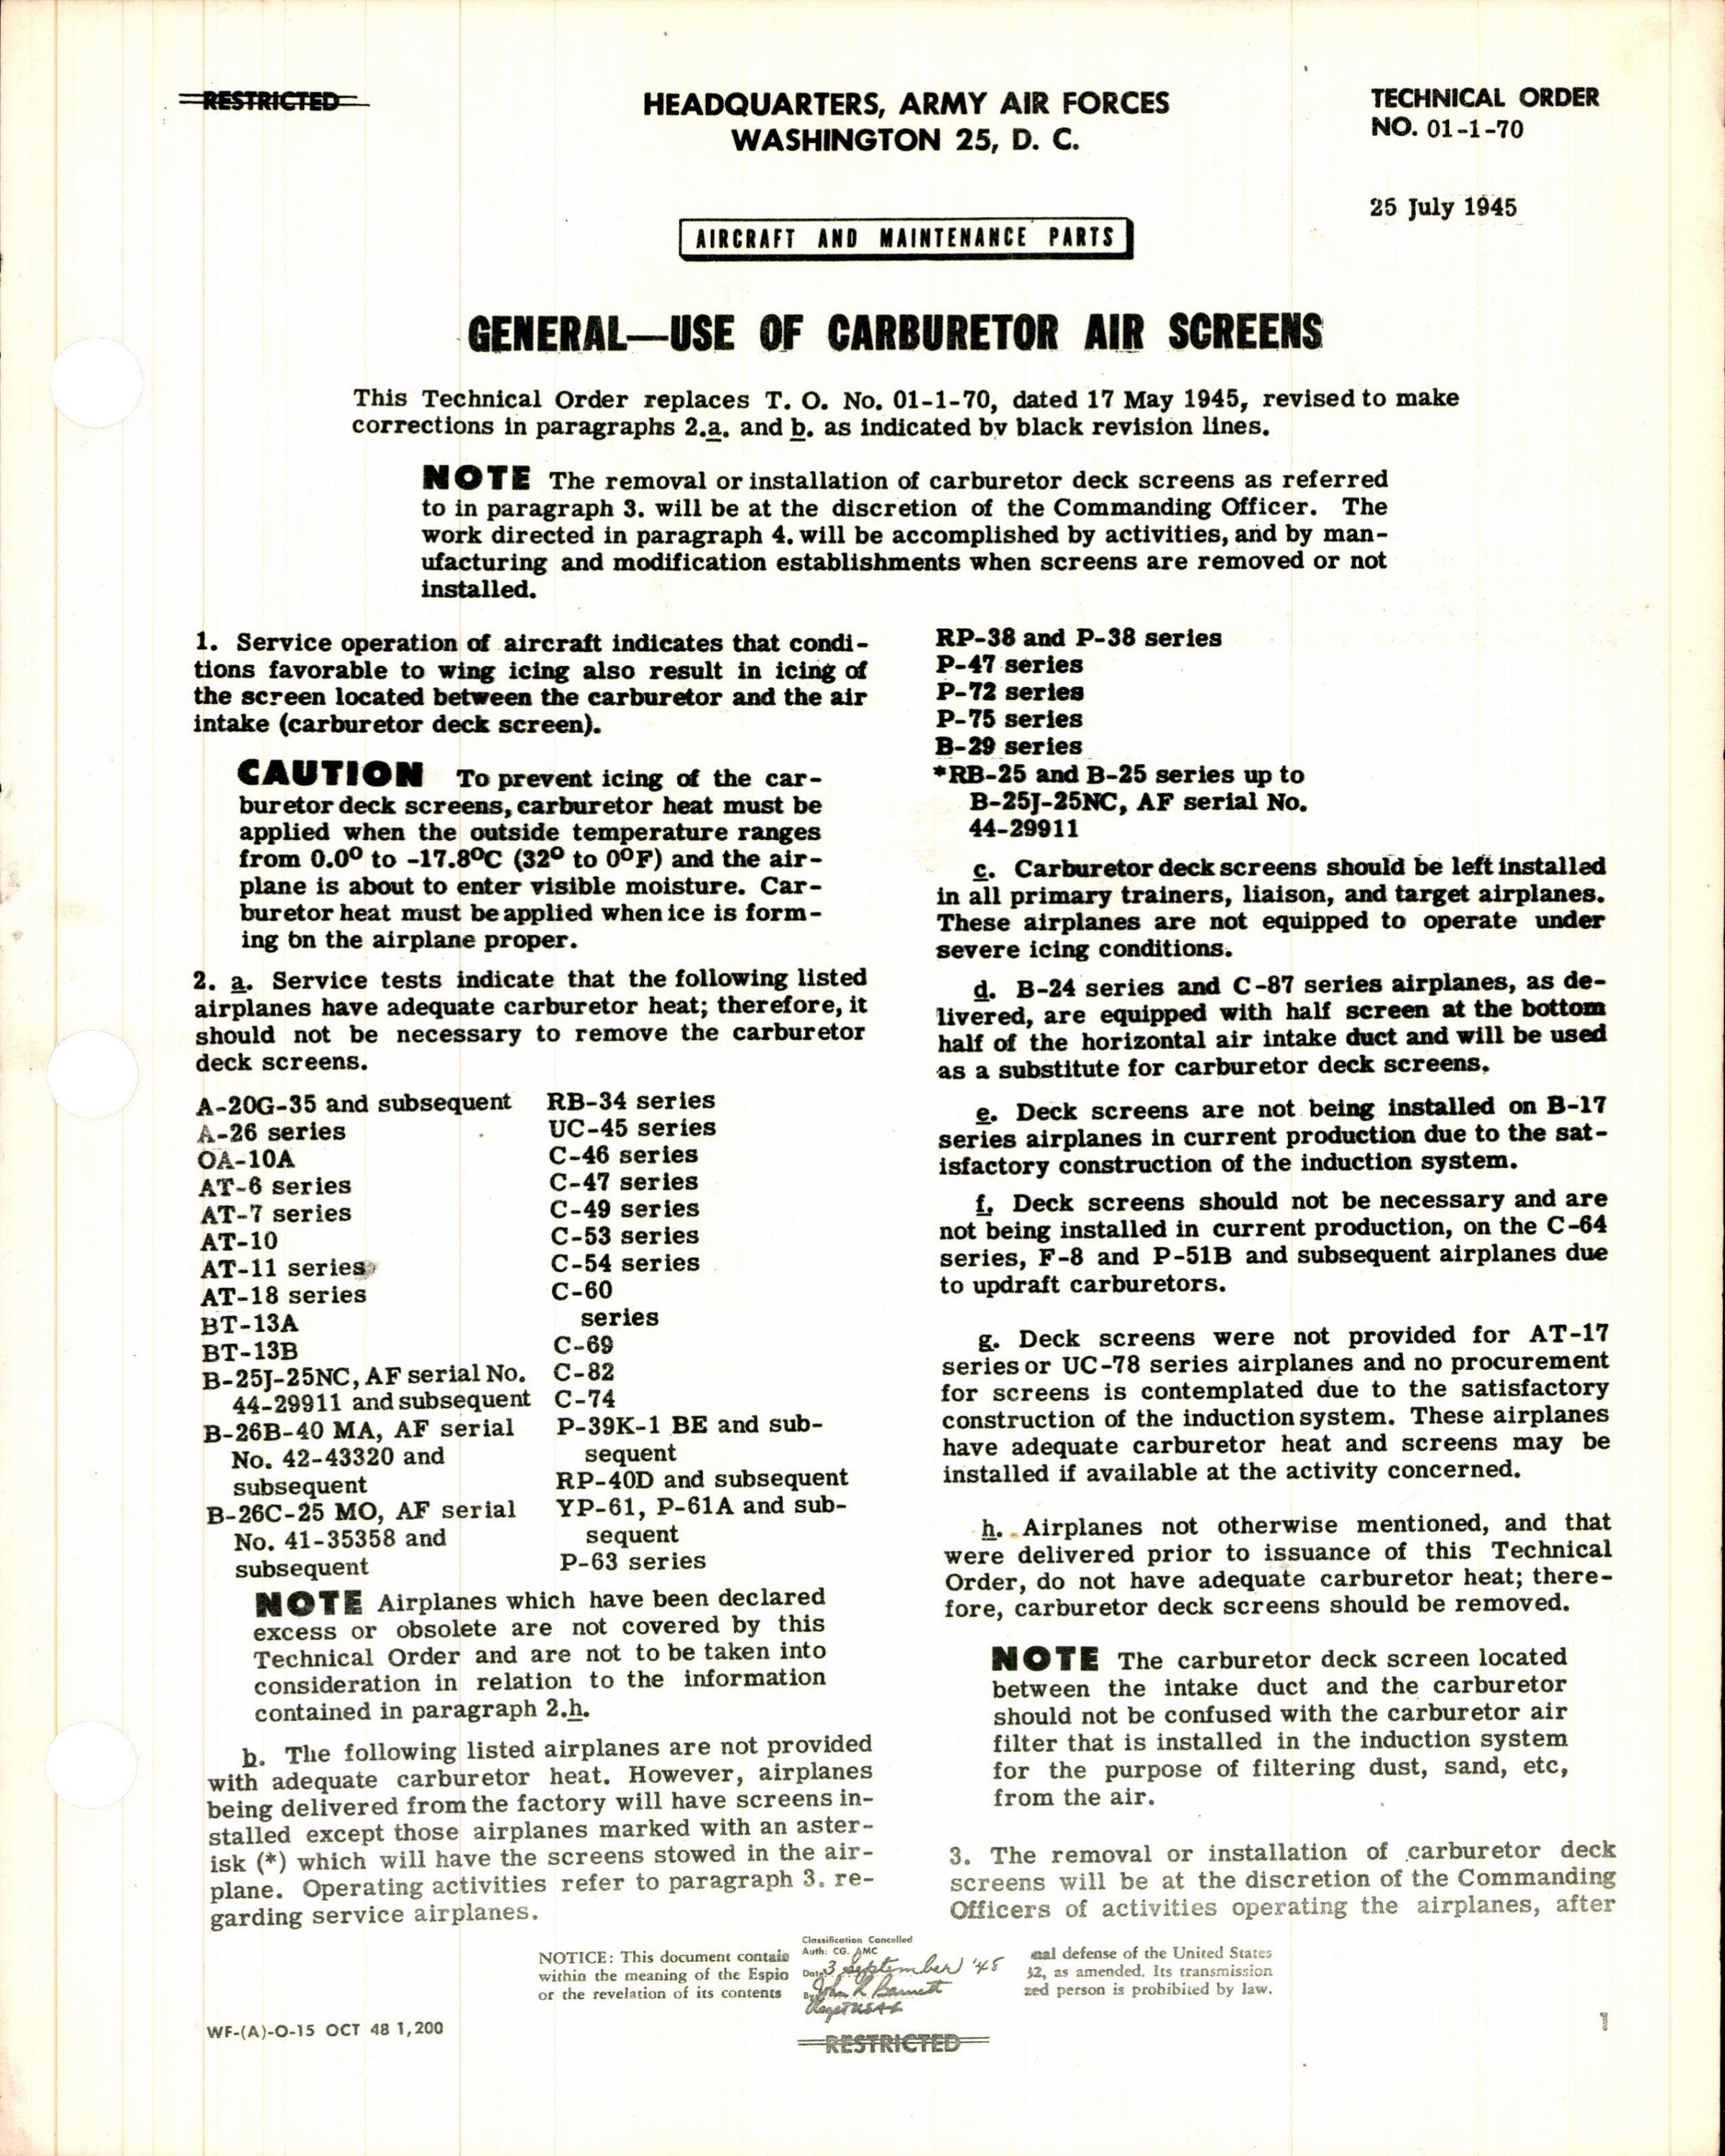 RESTRICTED
HEADQUARTERS, ARMY AIR FORCES
WASHINGTON 25, D. C.
TECHNICAL ORDER
NO. 01-1-70
25 July 1945
AIRCRAFT AND MAINTENANCE PARTS
GENERAL—USE OF CARBURETOR AIR SCREENS
This Technical Order replaces T. O. No. 01-1-70, dated 17 May 1945, revised to make
corrections in paragraphs 2.a. and b. as indicated by black revision lines.
NOTE The removal or installation of carburetor deck screens as referred
to in paragraph 3. will be at the discretion of the Commanding Officer. The
work directed in paragraph 4. will be accomplished by activities, and by man-
ufacturing and modification establishments when screens are removed or not
installed.
1. Service operation of aircraft indicates that condi-
tions favorable to wing icing also result in icing of
the screen located between the carburetor and the air
intake (carburetor deck screen).
CAUTION To prevent icing of the car-
buretor deck screens, carburetor heat must be
applied when the outside temperature ranges
from 0.0° to -17.8°C (32° to 0°F) and the air-
plane is about to enter visible moisture. Car-
buretor heat must be applied when ice is form-
ing on the airplane proper.
2. a. Service tests indicate that the following listed
airplanes have adequate carburetor heat; therefore, it
should not be necessary to remove the carburetor
deck screens.
A-20G-35 and subsequent
A-26 series
OA-10A
AT-6 series
AT-7 series
AT-10
AT-11 series
AT-18 series
BT-13A
BT-13B
B-25J-25NC, AF serial No.
44-29911 and subsequent
B-26B-40 MA, AF serial
No. 42-43320 and
subsequent
B-26C-25 MO, AF serial
No. 41-35358 and
subsequent
RB-34 series
UC-45 series
C-46 series
C-47 series
C-49 series
C-53 series
C-54 series
C-60
series
C-69
C-82
C-74
P-39K-1 BE and sub-
sequent
RP-40D and subsequent
YP-61, P-61A and sub-
sequent
P-63 series
NOTE Airplanes which have been declared
excess or obsolete are not covered by this
Technical Order and are not to be taken into
consideration in relation to the information
contained in paragraph 2.h.
b. The following listed airplanes are not provided
with adequate carburetor heat. However, airplanes
being delivered from the factory will have screens in-
stalled except those airplanes marked with an aster-
isk (*) which will have the screens stowed in the air-
plane. Operating activities refer to paragraph 3. re-
garding service airplanes.
RP-38 and P-38 series
P-47 series
P-72 series
P-75 series
B-29 series
*RB-25 and B-25 series up to
B-25J-25NC, AF serial No.
44-29911
c. Carburetor deck screens should be left installed
in all primary trainers, liaison, and target airplanes.
These airplanes are not equipped to operate under
severe icing conditions.
d. B-24 series and C-87 series airplanes, as de-
livered, are equipped with half screen at the bottom
half of the horizontal air intake duct and will be used
as a substitute for carburetor deck screens.
e. Deck screens are not being installed on B-17
series airplanes in current production due to the sat-
isfactory construction of the induction system.
f. Deck screens should not be necessary and are
not being installed in current production, on the C-64
series, F-8 and P-51B and subsequent airplanes due
to updraft carburetors.
g. Deck screens were not provided for AT-17
series or UC-78 series airplanes and no procurement
for screens is contemplated due to the satisfactory
construction of the induction system. These airplanes
have adequate carburetor heat and screens may be
installed if available at the activity concerned.
h. Airplanes not otherwise mentioned, and that
were delivered prior to issuance of this Technical
Order, do not have adequate carburetor heat; there-
fore, carburetor deck screens should be removed.
NOTE The carburetor deck screen located
between the intake duct and the carburetor
should not be confused with the carburetor air
filter that is installed in the induction system
for the purpose of filtering dust, sand, etc,
from the air.
3. The removal or installation of carburetor deck
screens will be at the discretion of the Commanding
Officers of activities operating the airplanes, after
NOTICE: This document contain
within the meaning of the Espio
or the revelation of its contents
Classification Cancelled
Auth: CG. AMC
Date 3 September '48
By John R Barnett
nal defense of the United States
52, as amended. Its transmission
zed person is prohibited by law.
WF-(A)-O-15 OCT 48 1,200
RESTRICTED
1